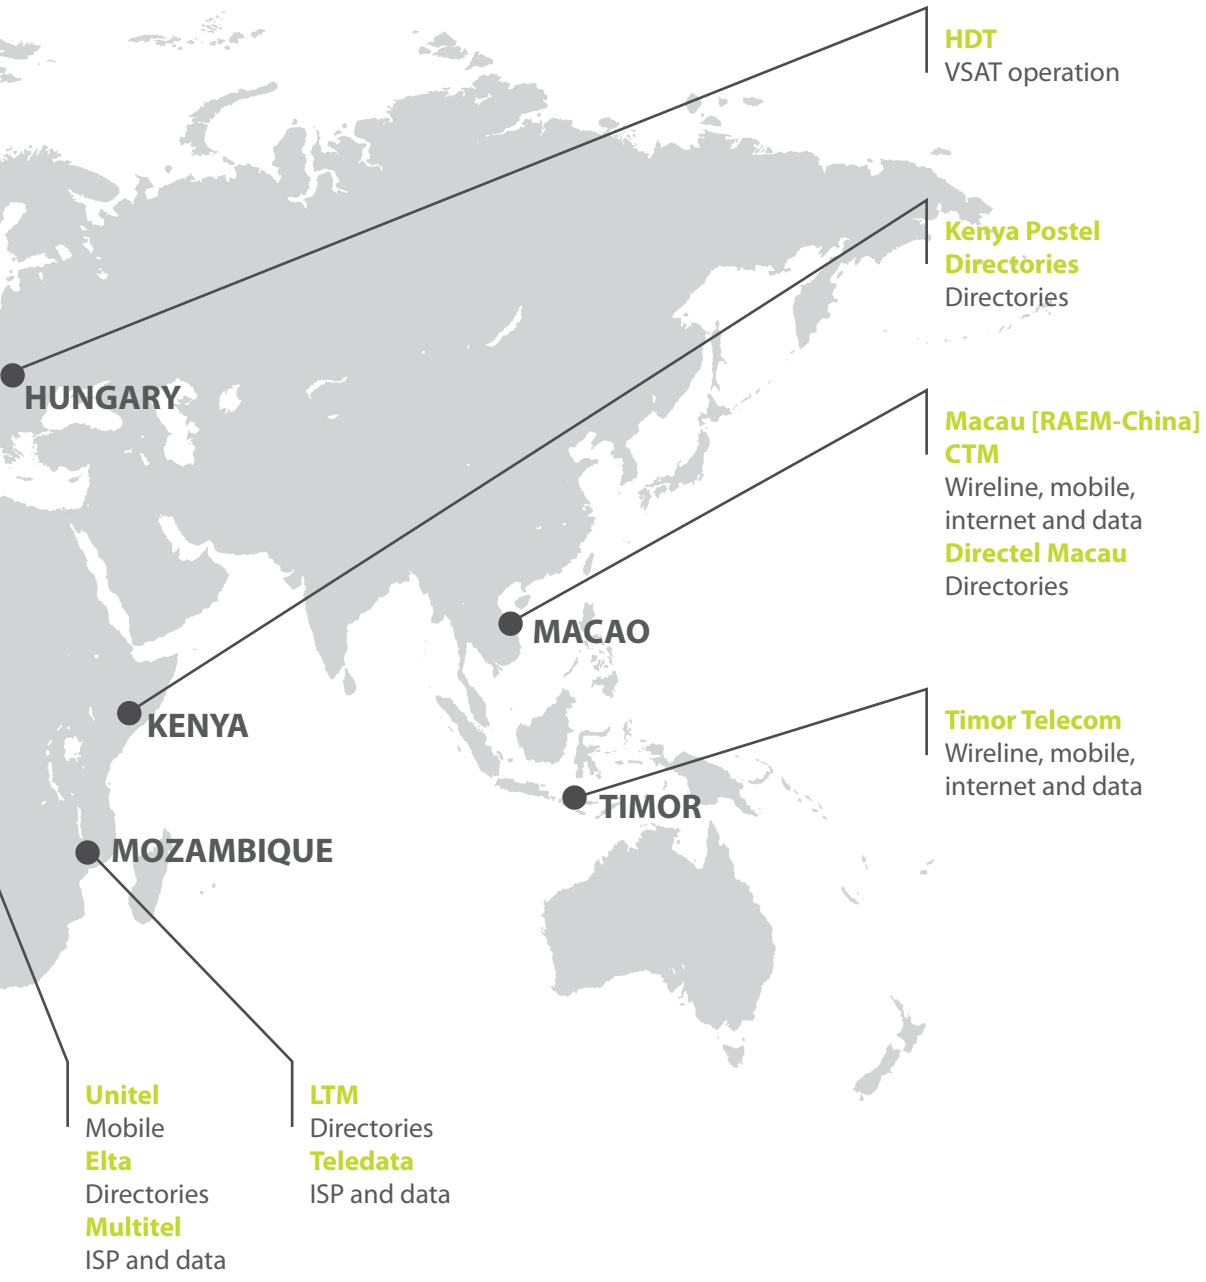 HDT
VSAT operation
Kenya Postel
Directories
Directories
HUNGARY
Macau [RAEM-China]
CTM
Wireline, mobile,
internet and data
Directel Macau
Directories
MACAO
KENYA
Timor Telecom
Wireline, mobile,
internet and data
TIMOR
MOZAMBIQUE
Unitel
Mobile
Elta
Directories
Multitel
ISP and data
LTM
Directories
Teledata
ISP and data